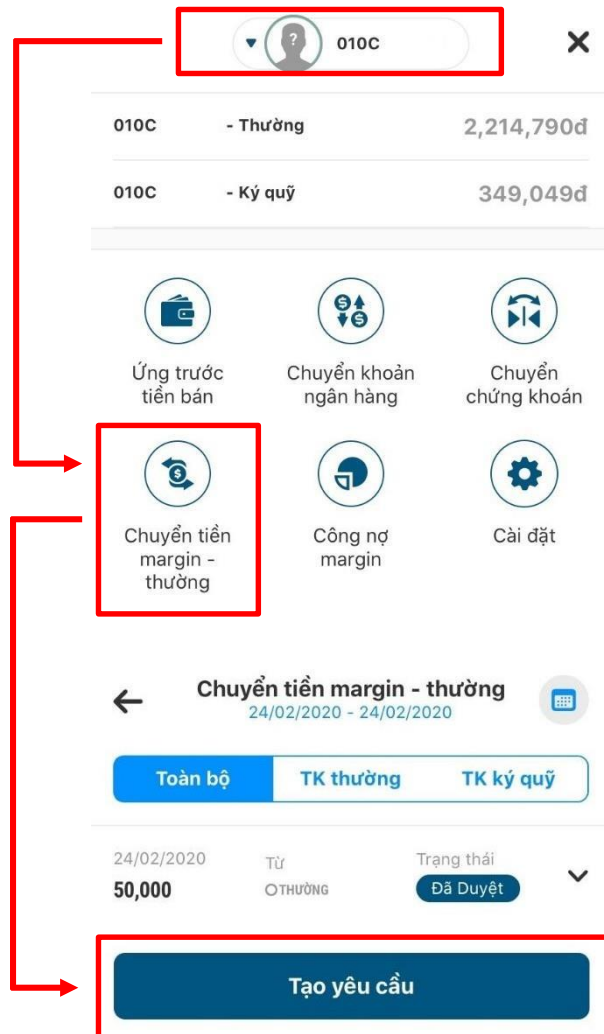 010C
010C - Thường 2,214,790đ
010C - Ký quỹ 349,049đ
Ứng trước
tiền bán
Chuyển khoản
ngân hàng
Chuyển
chứng khoán
Chuyển tiền
margin -
thường
Công nợ
margin
Cài đặt
Chuyển tiền margin - thường
24/02/2020 - 24/02/2020
Toàn bộ TK thường TK ký quỹ
24/02/2020 Từ Trạng thái
50,000 THƯỜNG Đã Duyệt
Tạo yêu cầu